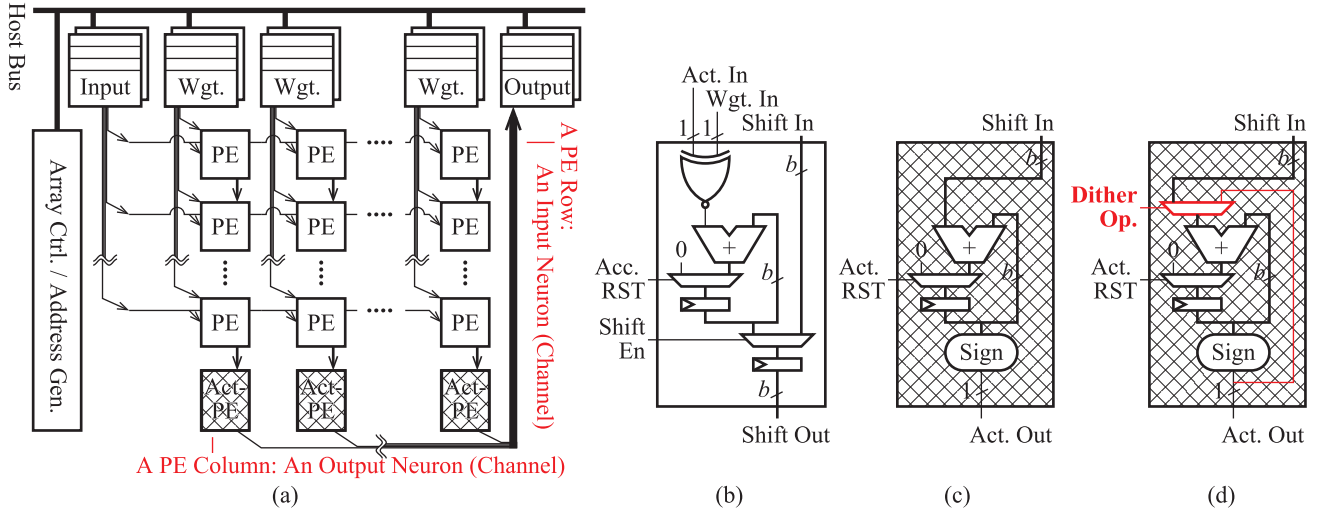 Host Bus
Input
Wgt.
Wgt.
Wgt.
Output
Array Ctrl. / Address Gen.
PE
PE
PE
PE
PE
PE
PE
PE
PE
Act-
PE
Act-
PE
Act-
PE
A PE Row:
An Input Neuron (Channel)
A PE Column: An Output Neuron (Channel)
(a)
Act. In
Wgt. In
Shift In
1
1
b
+
0
b
Acc.
RST
Shift
En
b
Shift Out
(b)
Shift In
b
+
0
b
Act.
RST
Sign
1
Act. Out
(c)
Shift In
b
Dither
Op.
+
0
b
Act.
RST
Sign
1
Act. Out
(d)